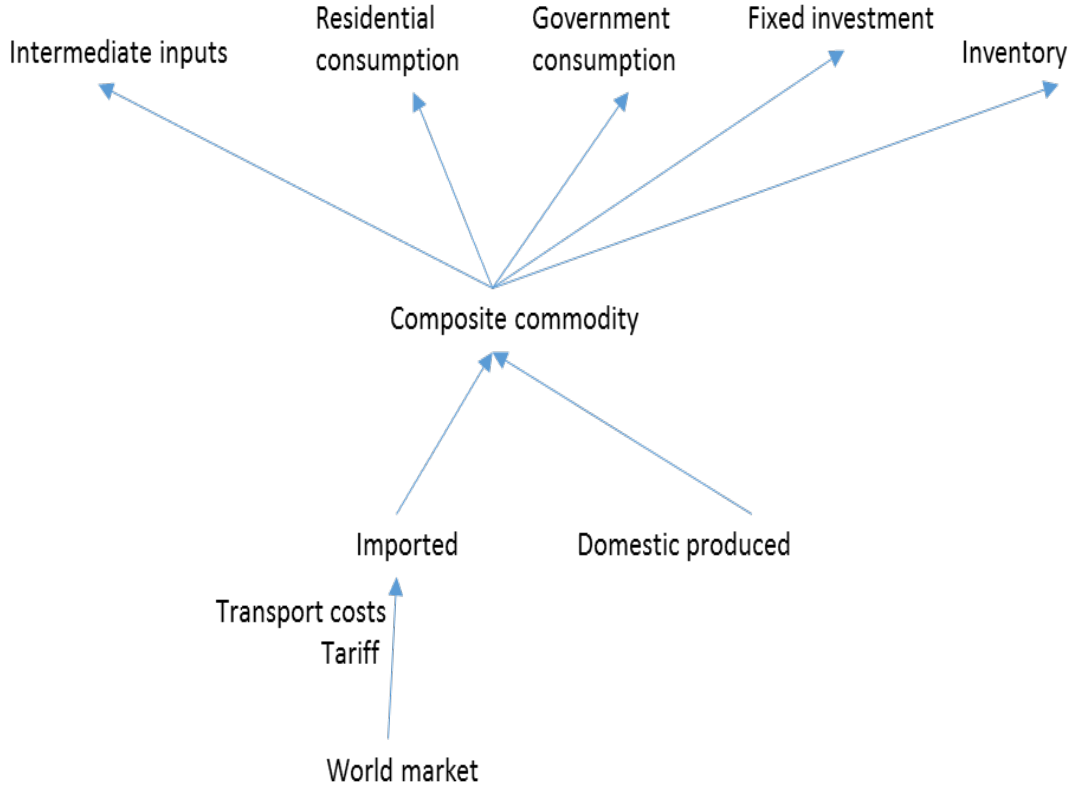 Intermediate inputs
Residential
consumption
Government
consumption
Fixed investment
Inventory
Composite commodity
Imported
Domestic produced
Transport costs
Tariff
World market